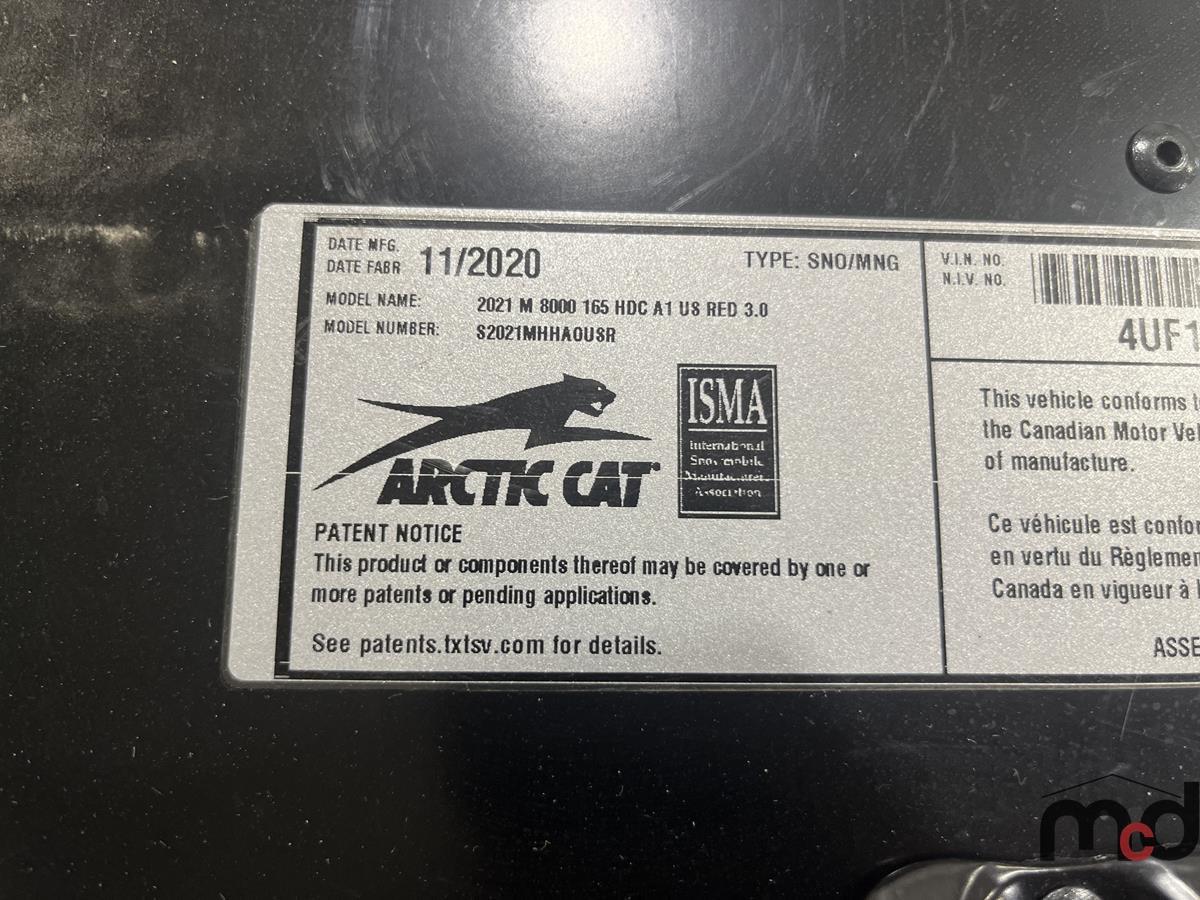 DATE MFG.
DATE FABR
11/2020
TYPE: SNO/MNG
MODEL NAME: 2021 M 8000 165 HDC A1 US RED 3.0
MODEL NUMBER: S2021MHHAOUSR
ARCTIC CAT
ISMA
International
Snowmobile
Manufacturers
Association
PATENT NOTICE
This product or components thereof may be covered by one or
more patents or pending applications.
See patents.txtsv.com for details.
V.I.N. NO.
N.I.V. NO.
4UF1
This vehicle conforms t
the Canadian Motor Veh
of manufacture.
Ce véhicule est confor
en vertu du Règlemen
Canada en vigueur à l
ASSE
mcd